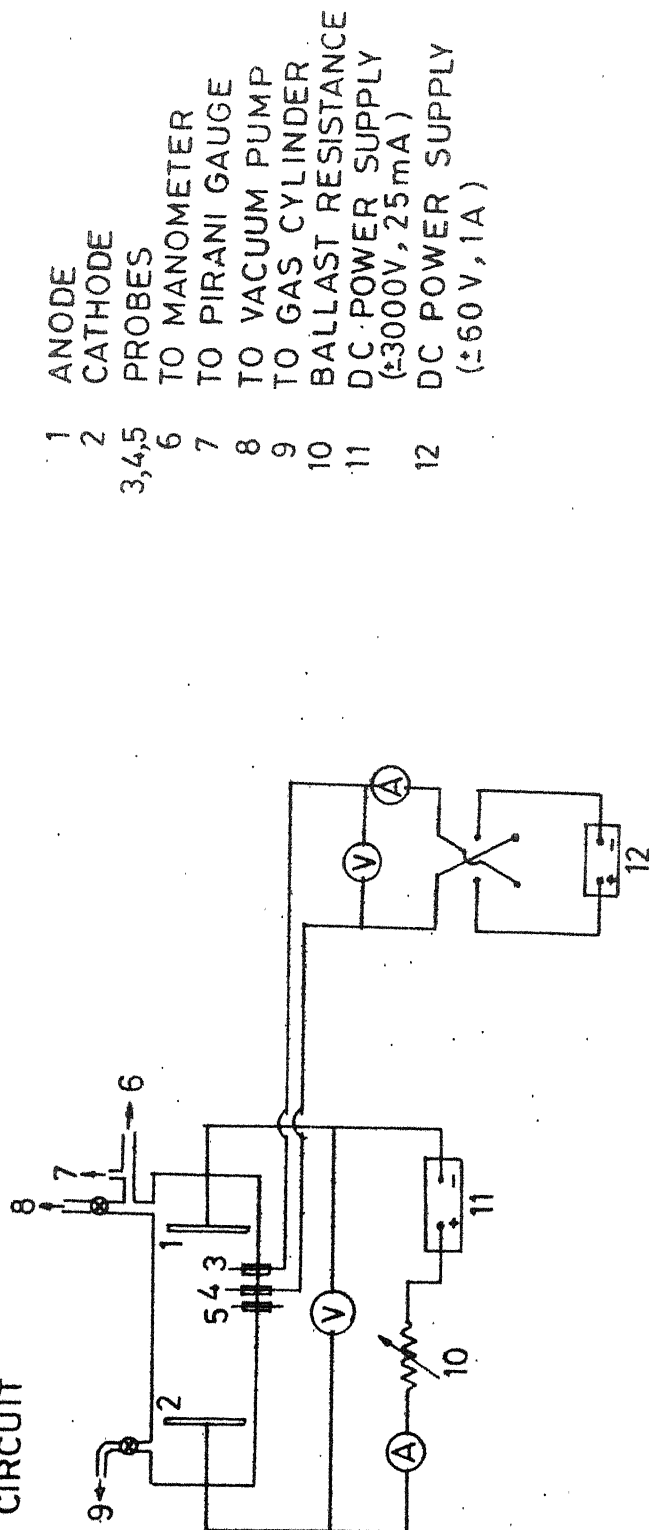 CIRCUIT
1 ANODE
2 CATHODE
3,4,5 PROBES
6 TO MANOMETER
7 TO PIRANI GAUGE
8 TO VACUUM PUMP
9 TO GAS CYLINDER
10 BALLAST RESISTANCE
11 DC POWER SUPPLY
(±3000V, 25mA)
12 DC POWER SUPPLY
(±60V, 1A)
9
8
7
6
2
1
5 4 3
V
V
A
A
10
+ -
11
+ -
12